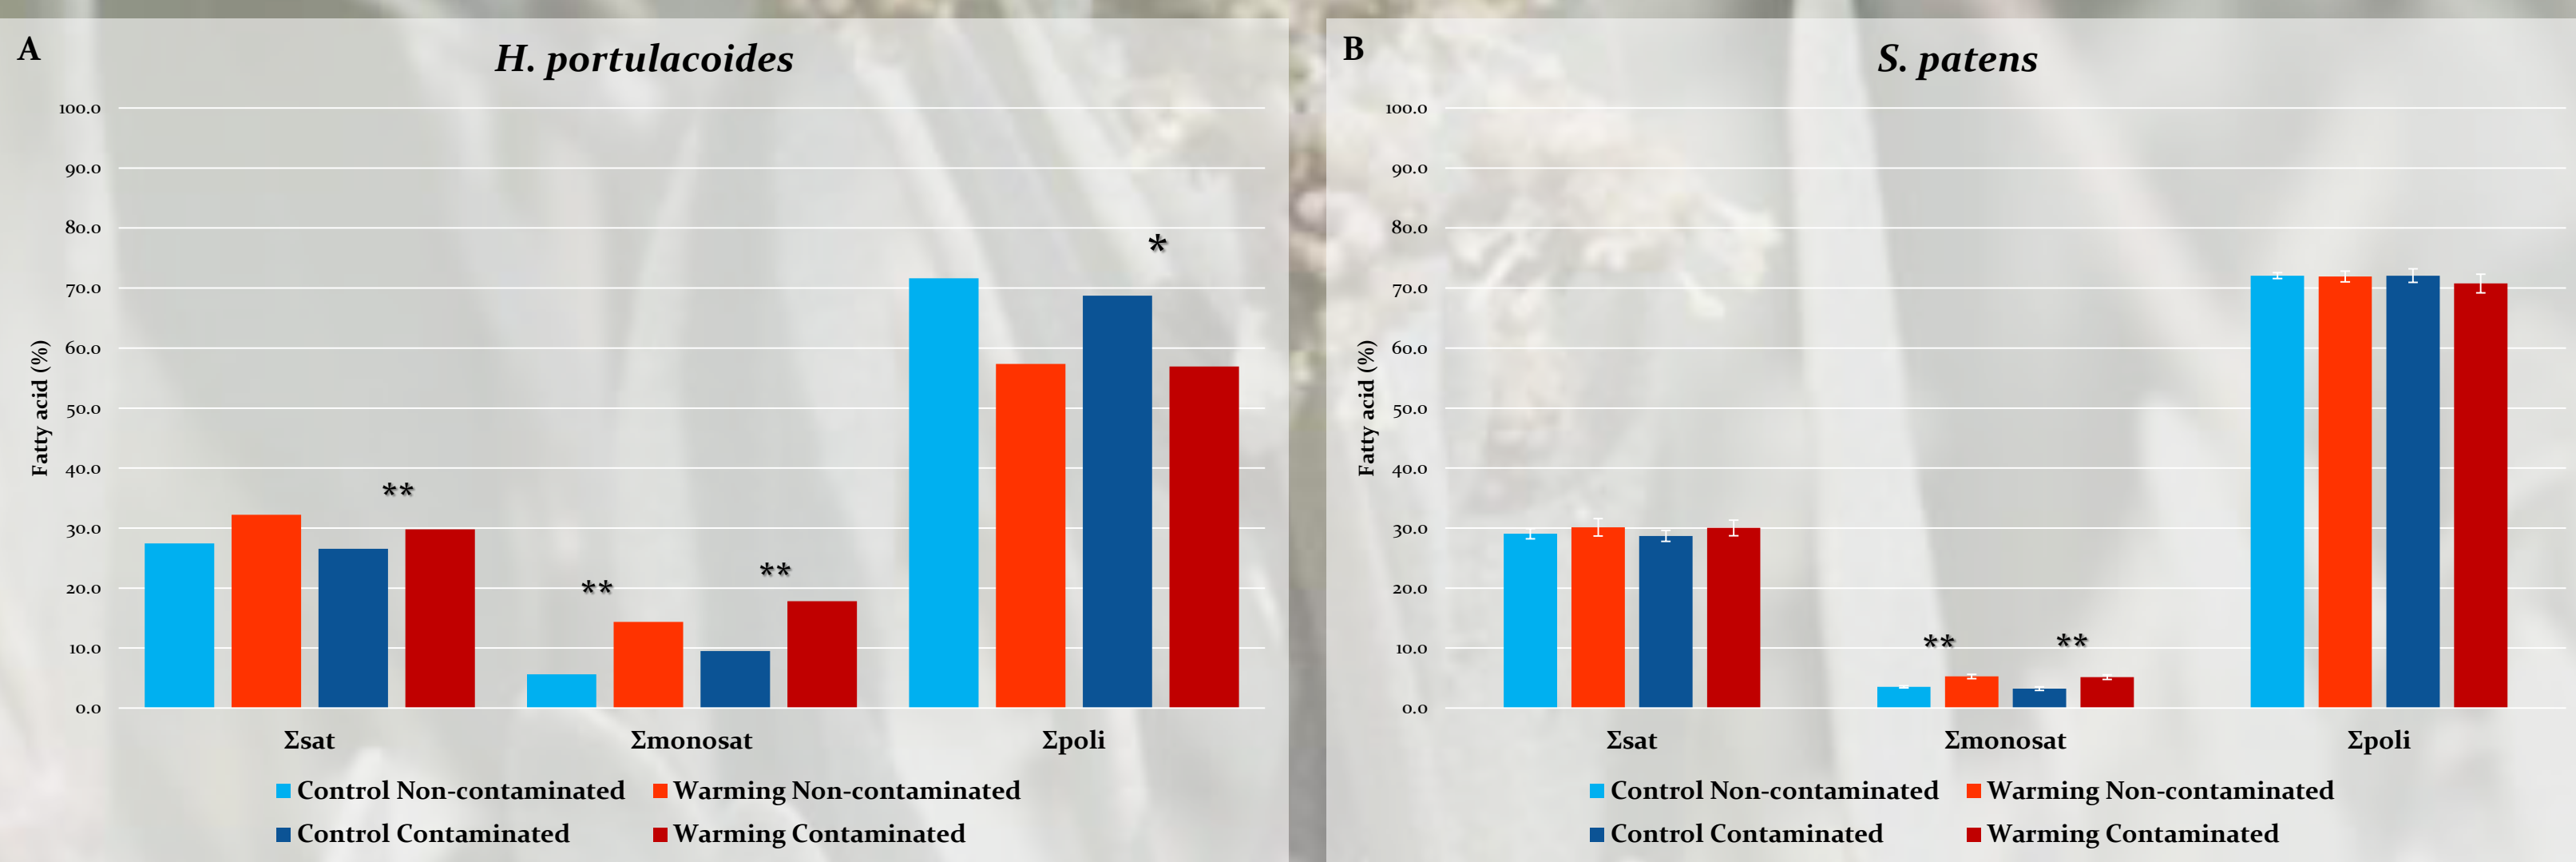 A
H. portulacoides
100.0
90.0
80.0
*
70.0
60.0
50.0
40.0
**
30.0
**
20.0
**
10.0
0.0
Fatty acid (%)
Σsat Σmonosat Σpoli
Control Non-contaminated Warming Non-contaminated
Control Contaminated Warming Contaminated
B
S. patens
100.0
90.0
80.0
70.0
60.0
50.0
40.0
30.0
20.0
** **
10.0
0.0
Fatty acid (%)
Σsat Σmonosat Σpoli
Control Non-contaminated Warming Non-contaminated
Control Contaminated Warming Contaminated